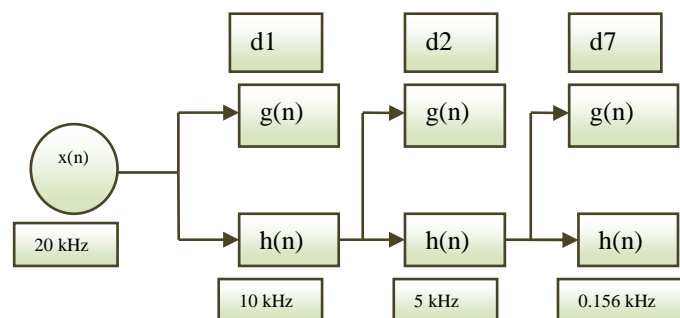 d1
d2
d7
g(n)
g(n)
g(n)
x(n)
20 kHz
h(n)
h(n)
h(n)
10 kHz
5 kHz
0.156 kHz